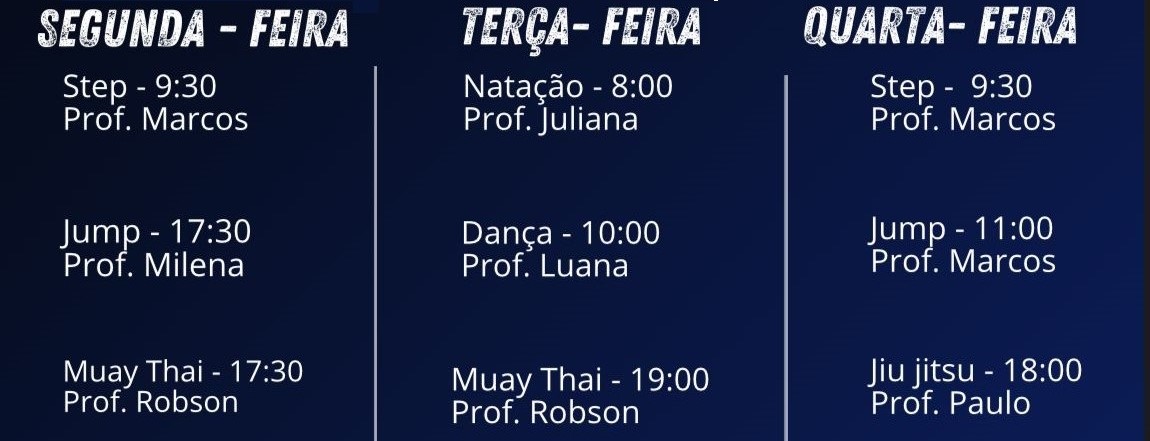 SEGUNDA - FEIRA
Step - 9:30
Prof. Marcos
Jump - 17:30
Prof. Milena
Muay Thai - 17:30
Prof. Robson
TERÇA- FEIRA
Natação - 8:00
Prof. Juliana
Dança - 10:00
Prof. Luana
Muay Thai - 19:00
Prof. Robson
QUARTA- FEIRA
Step -  9:30
Prof. Marcos
Jump - 11:00
Prof. Marcos
Jiu jitsu - 18:00
Prof. Paulo